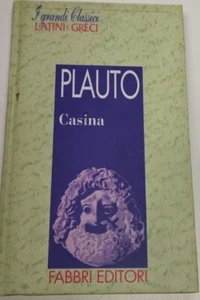 I grandi Classici
LATINI e GRECI
PLAUTO
Casina
FABBRI EDITORI